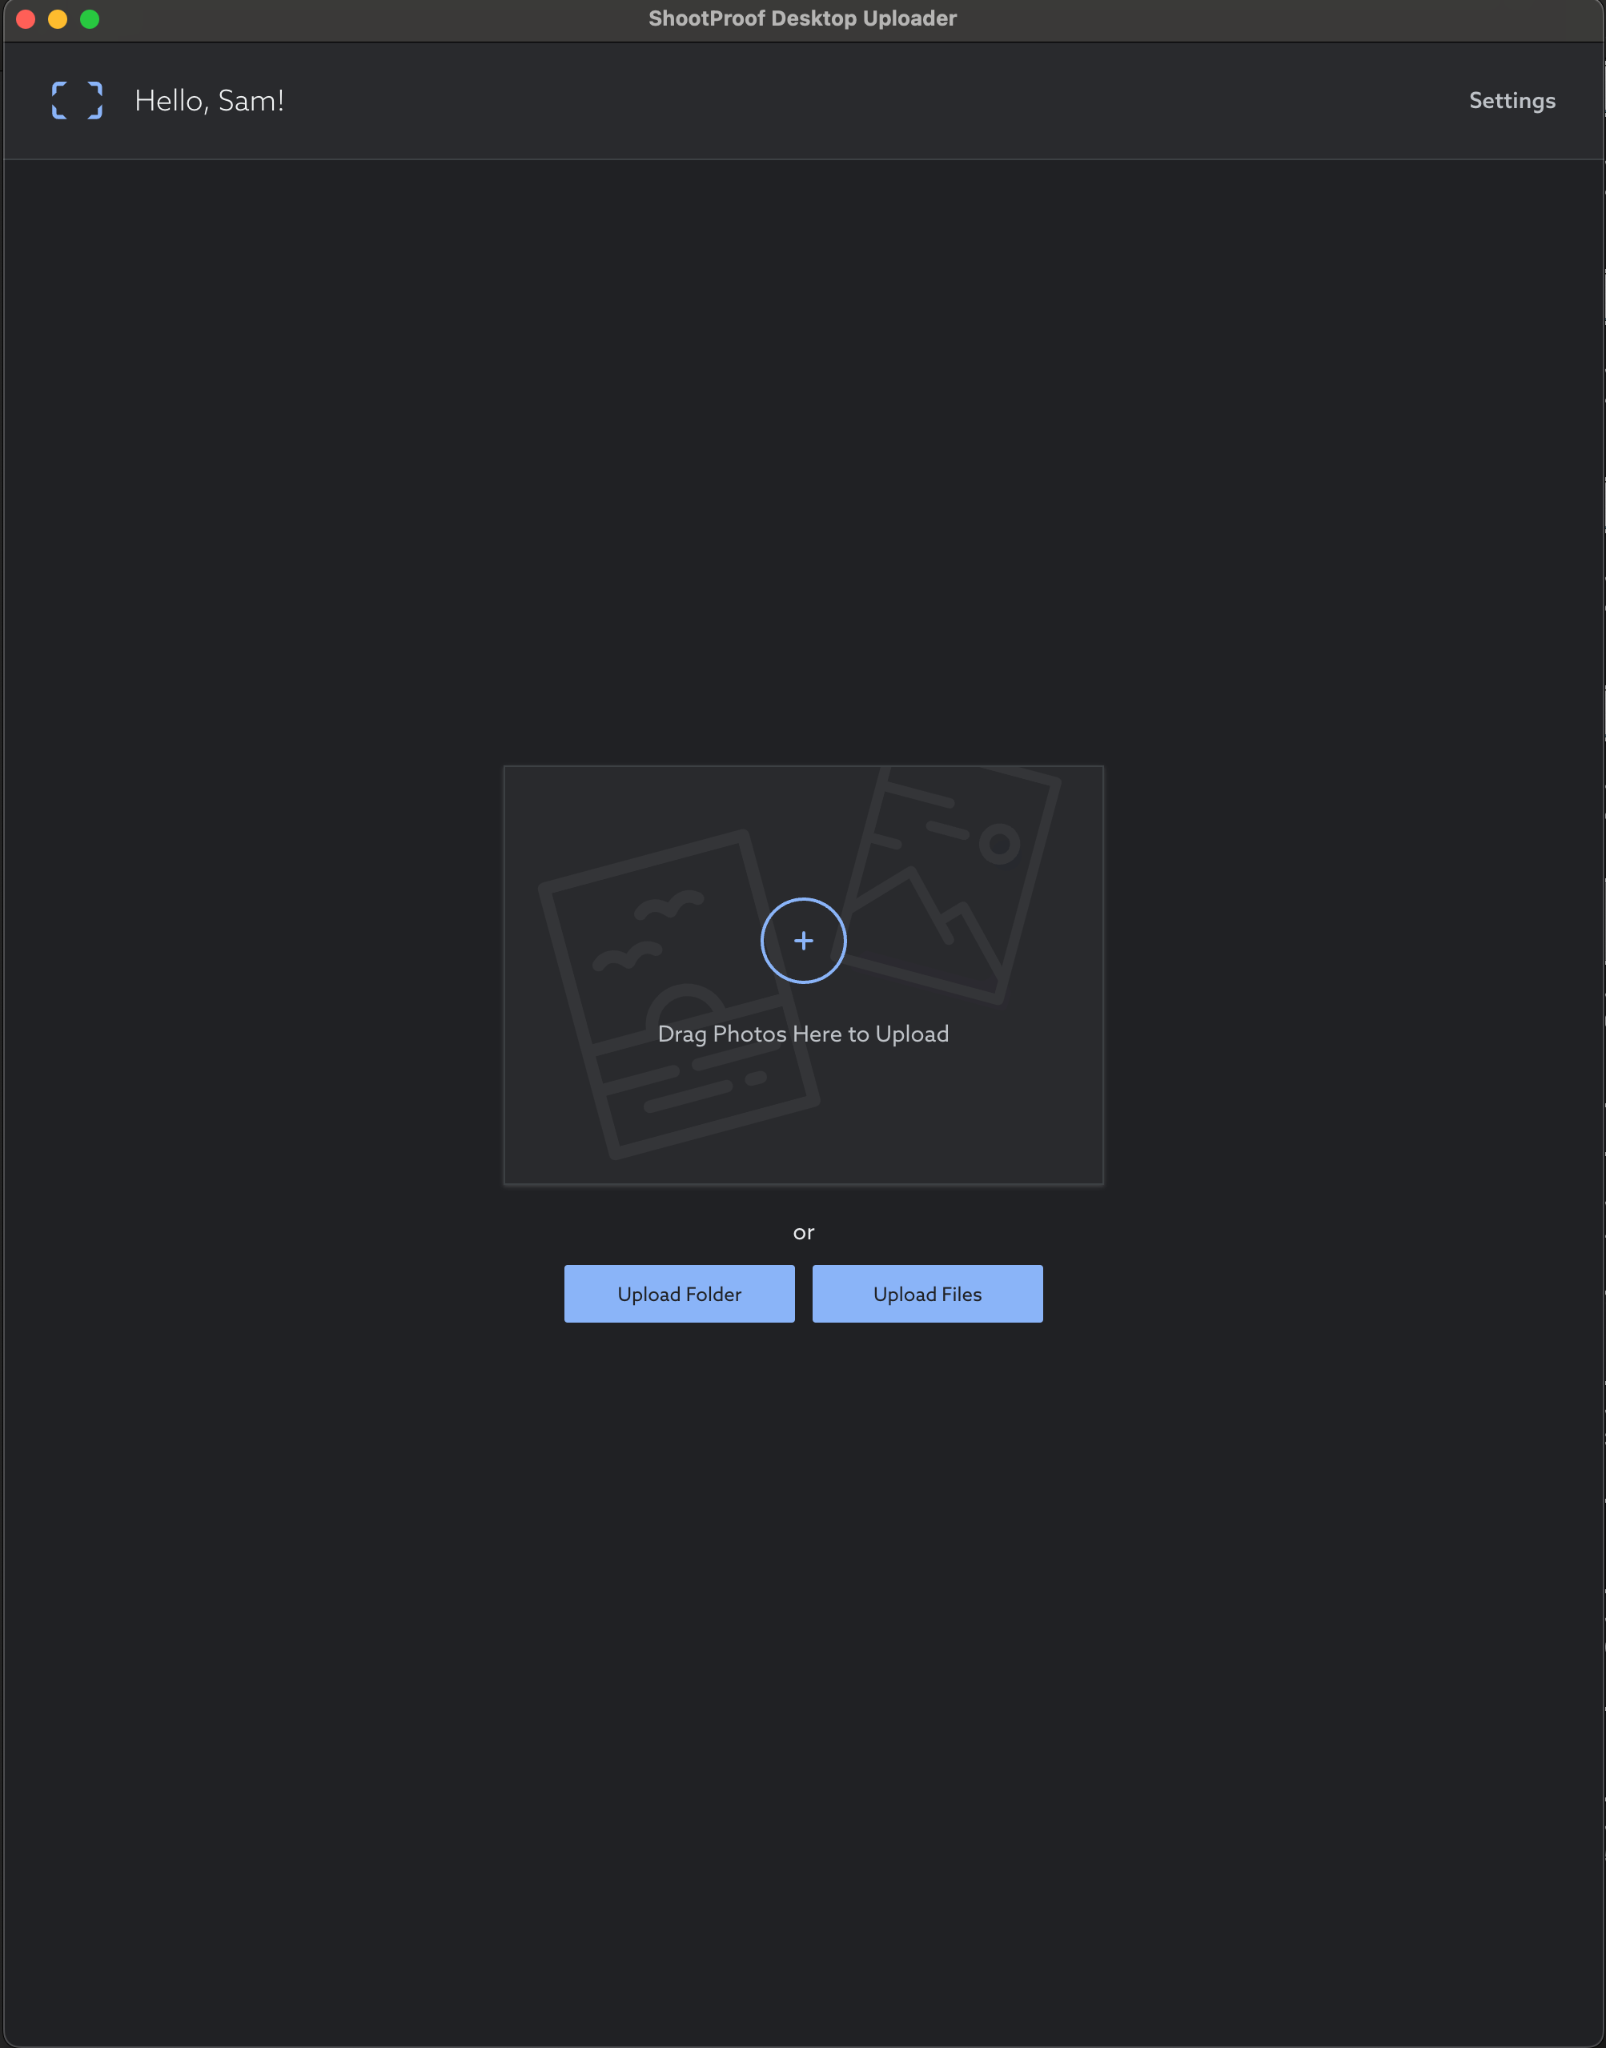 ShootProof Desktop Uploader
Hello, Sam!
Settings
Drag Photos Here to Upload
or
Upload Folder
Upload Files